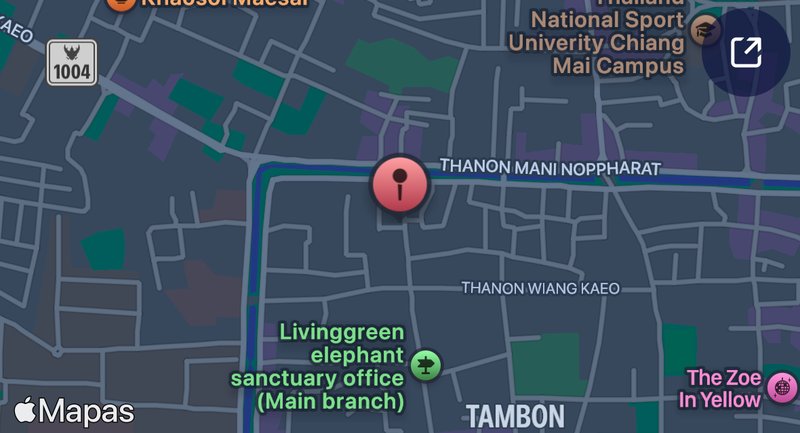 Khaosoi Maesai
KAEO
1004
Thailand
National Sport
Univerity Chiang
Mai Campus
THANON MANI NOPPHARAT
THANON WIANG KAEO
Livinggreen
elephant
sanctuary office
(Main branch)
The Zoe
In Yellow
Mapas
TAMBON